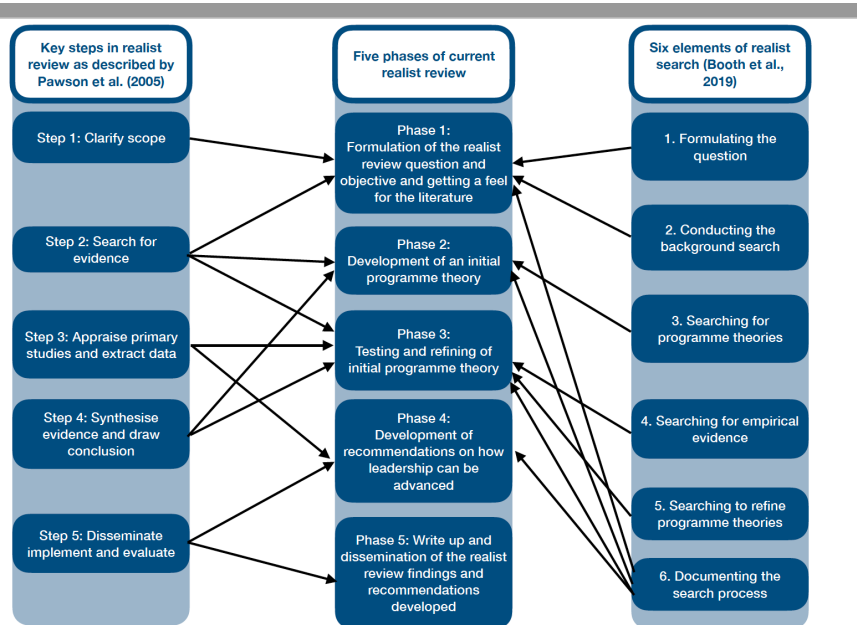 Key steps in realist
review as described by
Pawson et al. (2005)
Step 1: Clarify scope
Step 2: Search for
evidence
Step 3: Appraise primary
studies and extract data
Step 4: Synthesise
evidence and draw
conclusion
Step 5: Disseminate
implement and evaluate
Five phases of current
realist review
Phase 1:
Formulation of the realist
review question and
objective and getting a feel
for the literature
Phase 2:
Development of an initial
programme theory
Phase 3:
Testing and refining of
initial programme theory
Phase 4:
Development of
recommendations on how
leadership can be
advanced
Phase 5: Write up and
dissemination of the realist
review findings and
recommendations
developed
Six elements of realist
search (Booth et al.,
2019)
1. Formulating the
question
2. Conducting the
background search
3. Searching for
programme theories
4. Searching for empirical
evidence
5. Searching to refine
programme theories
6. Documenting the
search process